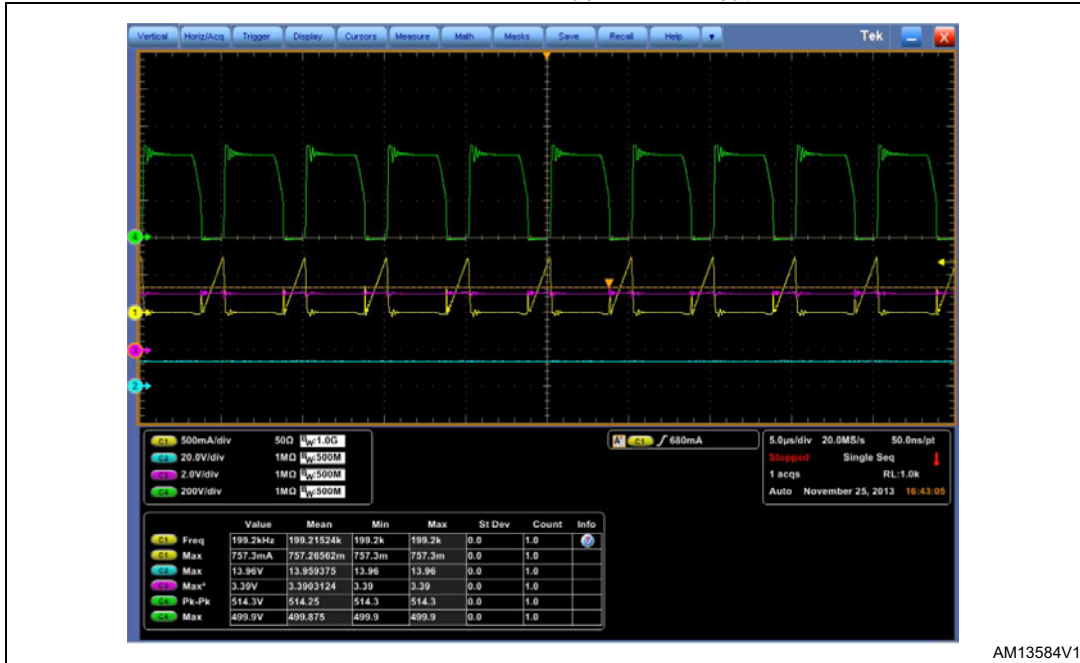 Vertical Horiz/Acq Trigger Display Cursors Measure Math Masks Save Recall Help Tek X
4
1
3
2
C1 500mA/div 50Ω BW:1.0G
C2 20.0V/div 1MΩ BW:500M
C3 2.0V/div 1MΩ BW:500M
C4 200V/div 1MΩ BW:500M
A' C1 ∫ 680mA
5.0µs/div 20.0MS/s 50.0ns/pt
Stopped Single Seq
1 acqs RL:1.0k
Auto November 25, 2013 16:43:05
Value Mean Min Max St Dev Count Info
C1 Freq 199.2kHz 199.21524k 199.2k 199.2k 0.0 1.0
C1 Max 757.3mA 757.26562m 757.3m 757.3m 0.0 1.0
C2 Max 13.96V 13.959375 13.96 13.96 0.0 1.0
C3 Max* 3.39V 3.3903124 3.39 3.39 0.0 1.0
C4 Pk-Pk 514.3V 514.25 514.3 514.3 0.0 1.0
C4 Max 499.9V 499.875 499.9 499.9 0.0 1.0
AM13584V1